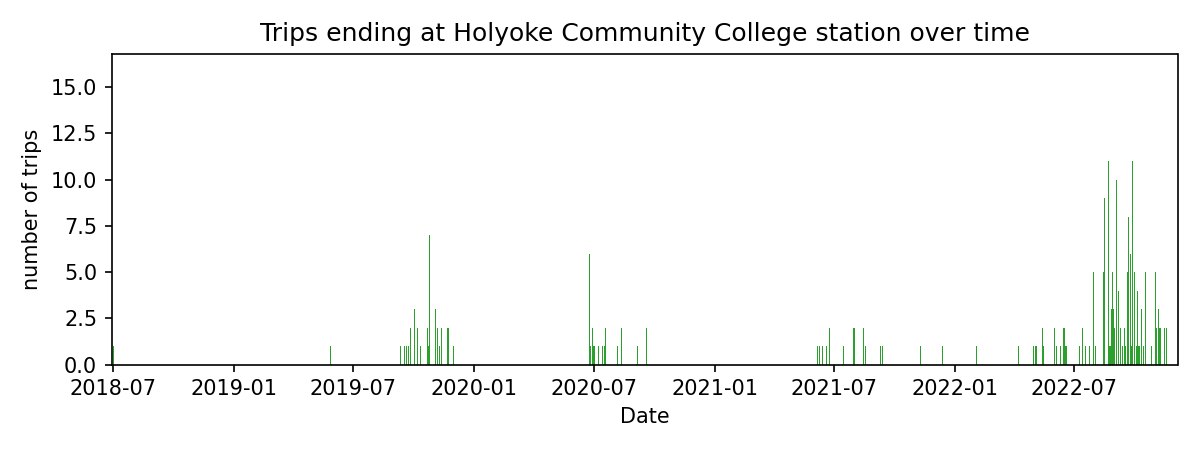 Trips ending at Holyoke Community College station over time
number of trips
15.0
12.5
10.0
7.5
5.0
2.5
0.0
2018-07 2019-01 2019-07 2020-01 2020-07 2021-01 2021-07 2022-01 2022-07
Date